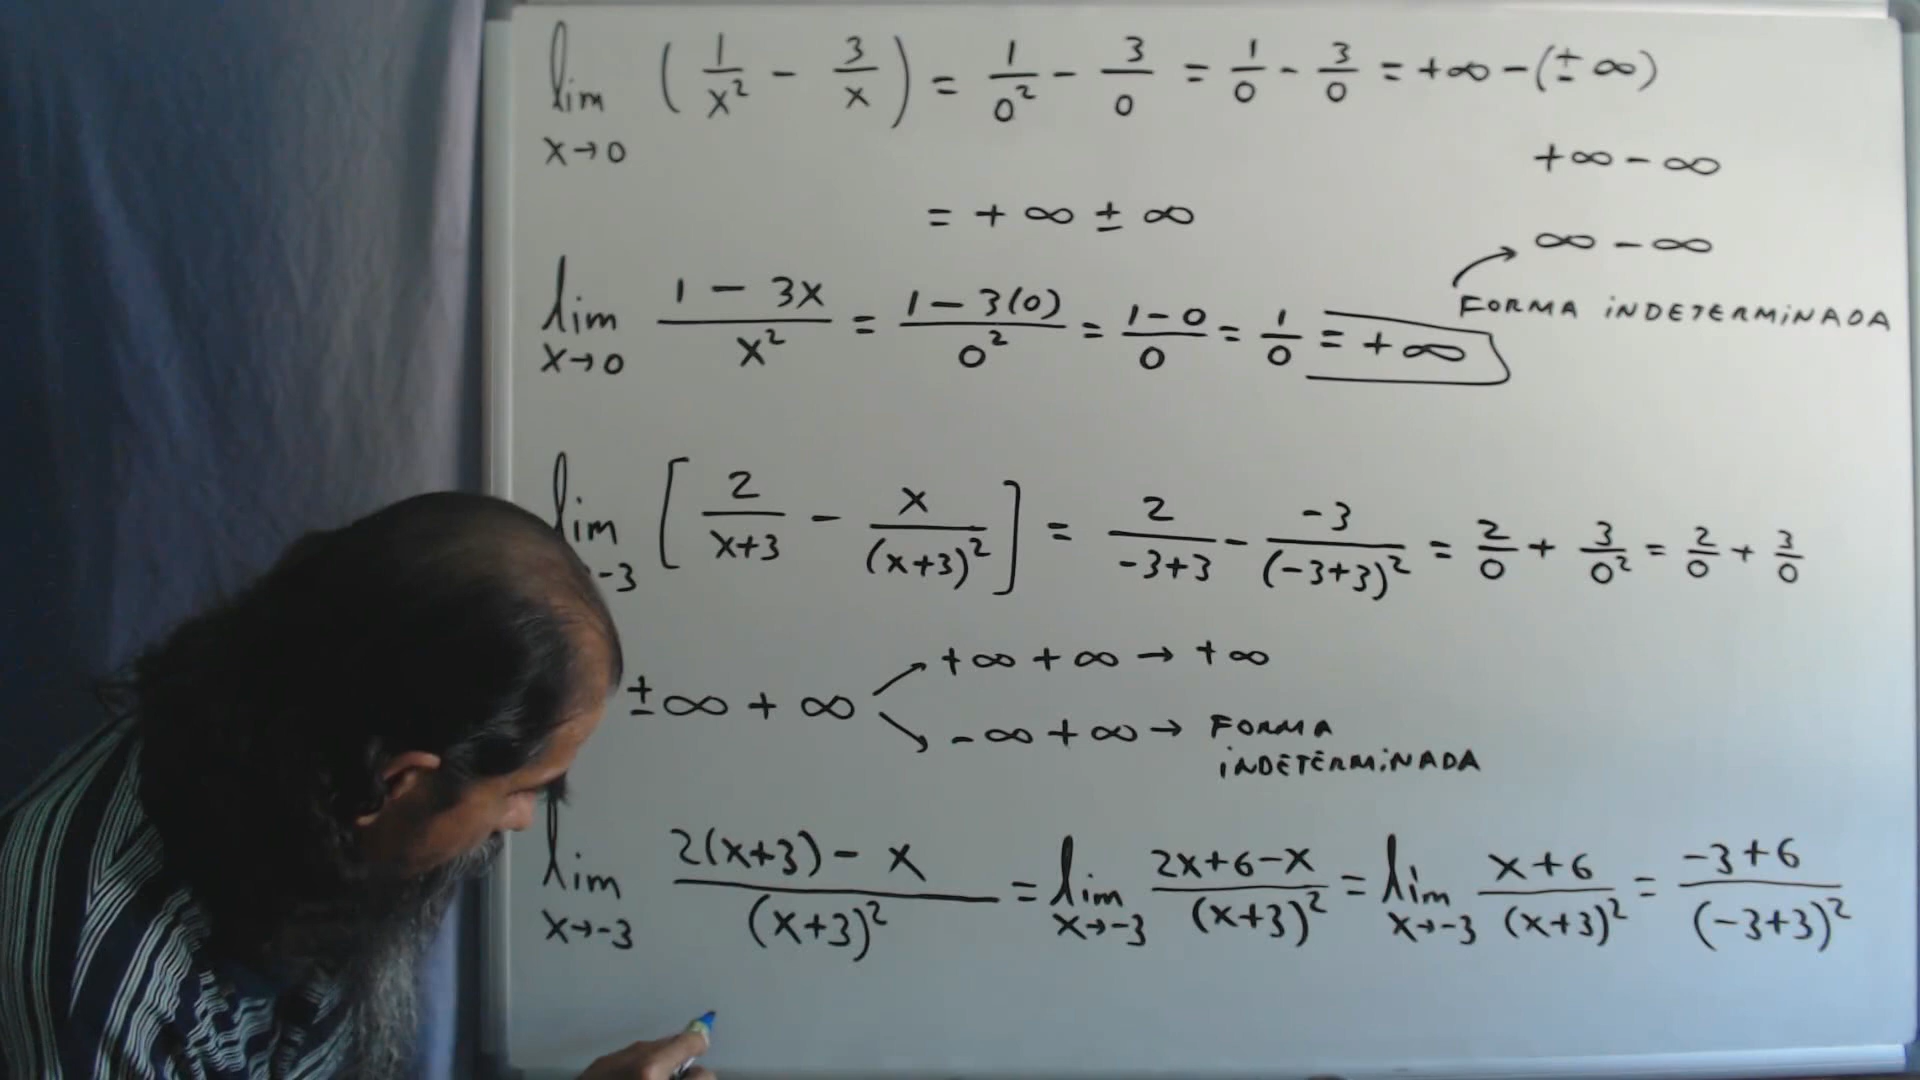 lim (1/x² - 3/x) = 1/0² - 3/0 = 1/0 - 3/0 = +∞ - (±∞)
x→0
+∞ - ∞
= +∞ ± ∞
∞ - ∞
FORMA INDETERMINADA
lim (1 - 3x)/x² = (1 - 3(0))/0² = (1 - 0)/0 = 1/0 = +∞
x→0
lim [2/(x+3) - x/(x+3)²] = 2/(-3+3) - -3/(-3+3)² = 2/0 + 3/0² = 2/0 + 3/0
-3
±∞ + ∞
+∞ + ∞ → +∞
-∞ + ∞ → FORMA
INDETERMINADA
lim (2(x+3) - x)/(x+3)² = lim (2x+6-x)/(x+3)² = lim (x+6)/(x+3)² = (-3+6)/(-3+3)²
x→-3 x→-3 x→-3